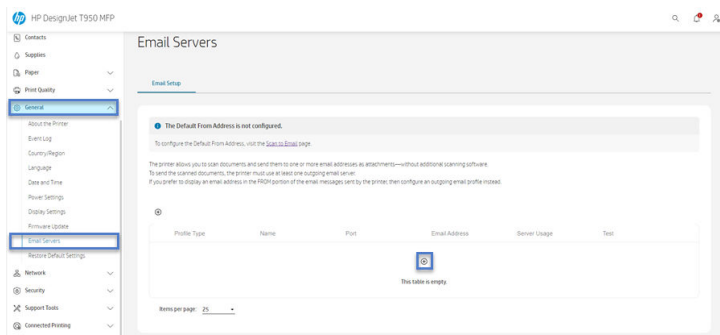 hp HP DesignJet T950 MFP
Contacts
Supplies
Paper
Print Quality
General
About the Printer
Event Log
Country/Region
Language
Date and Time
Power Settings
Display Settings
Firmware Update
Email Servers
Restore Default Settings
Network
Security
Support Tools
Connected Printing
Email Servers
Email Setup
The Default From Address is not configured.
To configure the Default From Address, visit the Scan to Email page.
The printer allows you to scan documents and send them to one or more email addresses as attachments—without additional scanning software.
To send the scanned documents, the printer must use at least one outgoing email server.
If you prefer to display an email address in the FROM portion of the email messages sent by the printer, then configure an outgoing email profile instead.
Profile Type Name Port Email Address Server Usage Test
This table is empty.
Items per page: 25